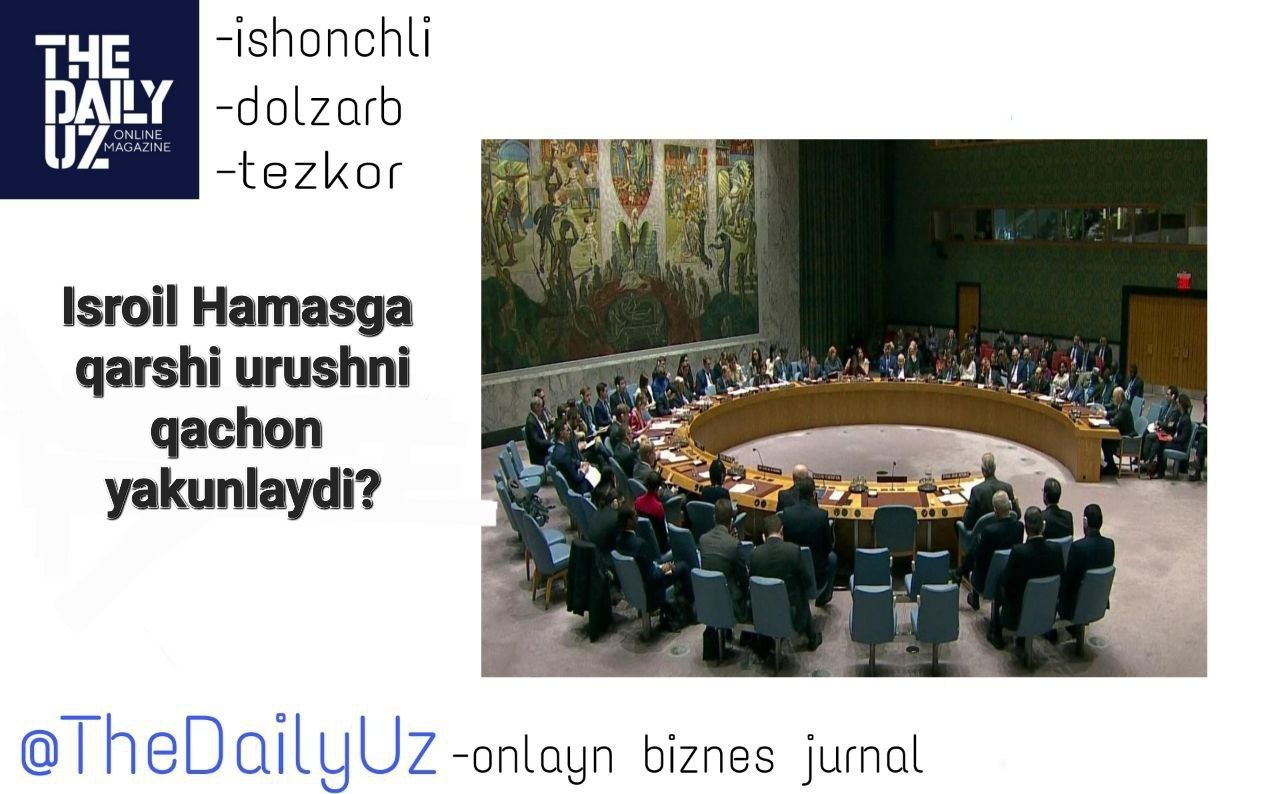 THE
DAILY
UZ ONLINE
MAGAZINE
-ishonchli
-dolzarb
-tezkor
Isroil Hamasga
qarshi urushni
qachon
yakunlaydi?
@TheDailyUz -onlayn biznes jurnal